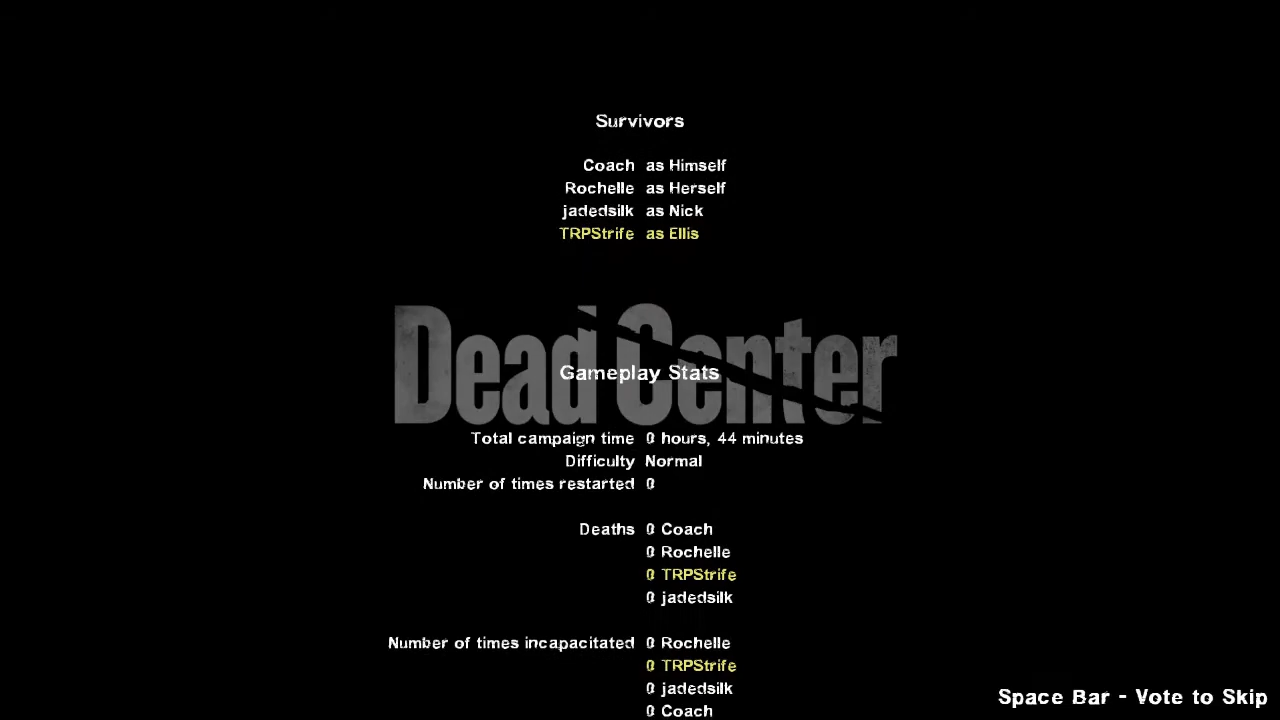 Survivors
Coach as Himself
Rochelle as Herself
jadedsilk as Nick
TRPStrife as Ellis
Dead Center
Gameplay Stats
Total campaign time 0 hours, 44 minutes
Difficulty Normal
Number of times restarted 0
Deaths 0 Coach
0 Rochelle
0 TRPStrife
0 jadedsilk
Number of times incapacitated 0 Rochelle
0 TRPStrife
0 jadedsilk
0 Coach
Space Bar - Vote to Skip